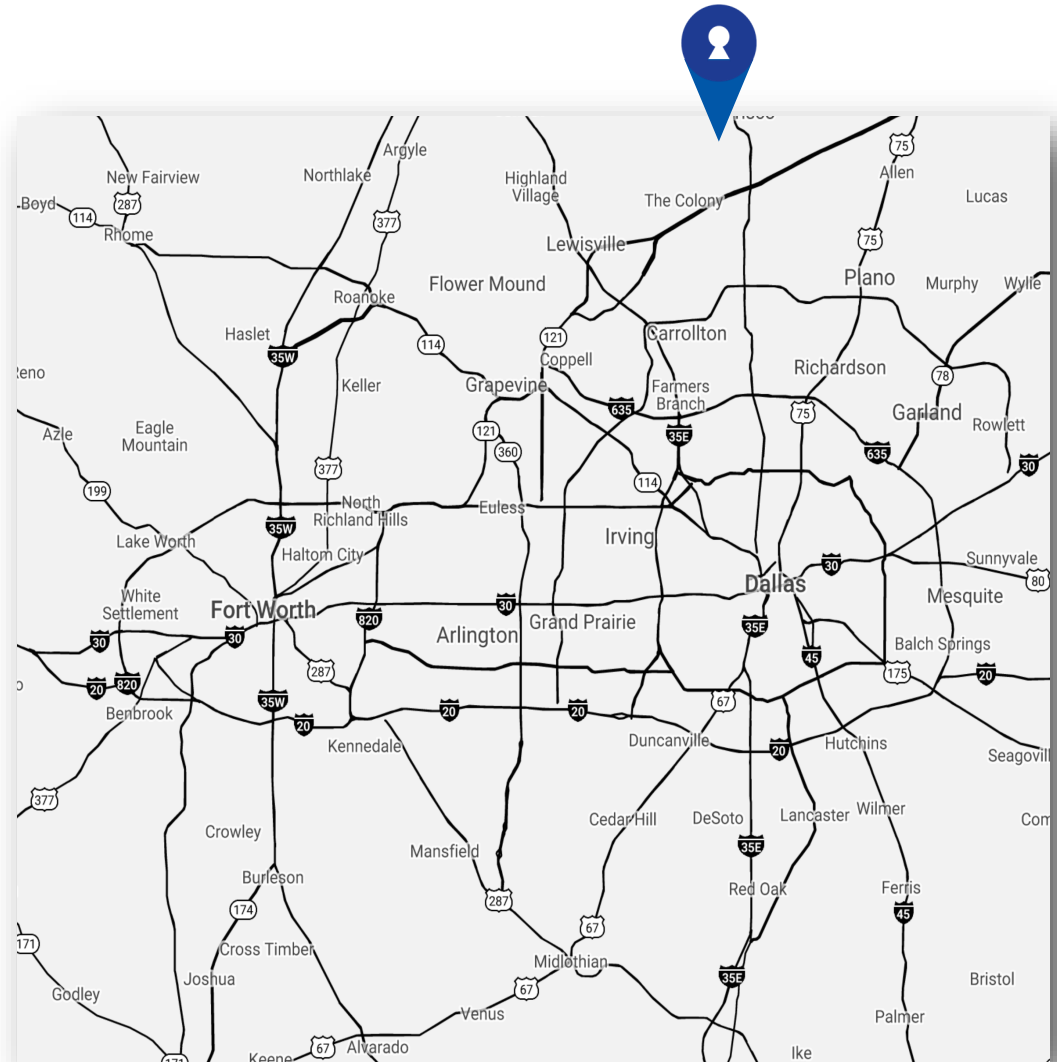 Argyle
75
New Fairview
Northlake
Highland
Village
Allen
Boyd
114
287
377
The Colony
Lucas
Rhome
Lewisville
75
Flower Mound
Plano
Murphy
Wylie
Roanoke
Haslet
35W
114
121
Carrollton
Coppell
Richardson
78
Keller
Grapevine
Farmers
Branch
635
75
Garland
Azle
Eagle
Mountain
121
360
35E
Rowlett
635
30
377
199
114
North
Richland Hills
Euless
35W
Lake Worth
Haltom City
Irving
Sunnyvale
30
80
Dallas
White
Settlement
Fort Worth
30
Mesquite
820
Grand Prairie
Arlington
35E
30
30
45
Balch Springs
287
175
20
20
820
35W
67
Benbrook
20
20
20
Kennedale
Duncanville
20
Hutchins
Seagovill
377
Crowley
Cedar Hill
DeSoto
Lancaster
Wilmer
Com
Mansfield
35E
Burleson
287
Red Oak
Ferris
174
67
45
171
Cross Timber
Midlothian
Joshua
35E
Godley
67
Bristol
Venus
Palmer
67
Alvarado
Keene
171
Ike